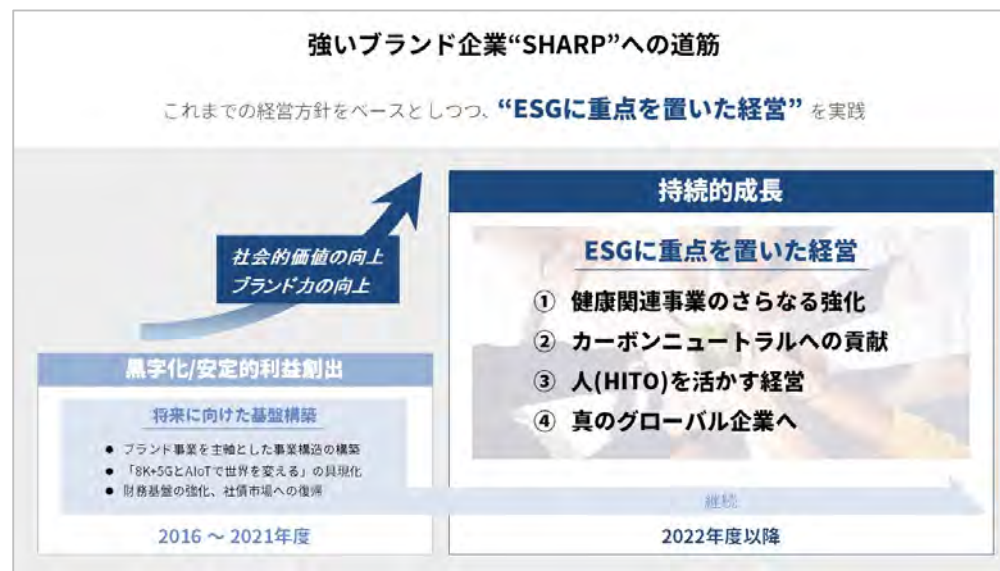 強いブランド企業“SHARP”への道筋
これまでの経営方針をベースとしつつ、“ESGに重点を置いた経営” を実践
社会的価値の向上
ブランド力の向上
黒字化/安定的利益創出
将来に向けた基盤構築
● ブランド事業を主軸とした事業構造の構築
● 「8K+5GとAIoTで世界を変える」の具現化
● 財務基盤の強化、社債市場への復帰
2016 ～ 2021年度
持続的成長
ESGに重点を置いた経営
① 健康関連事業のさらなる強化
② カーボンニュートラルへの貢献
③ 人(HITO)を活かす経営
④ 真のグローバル企業へ
継続
2022年度以降